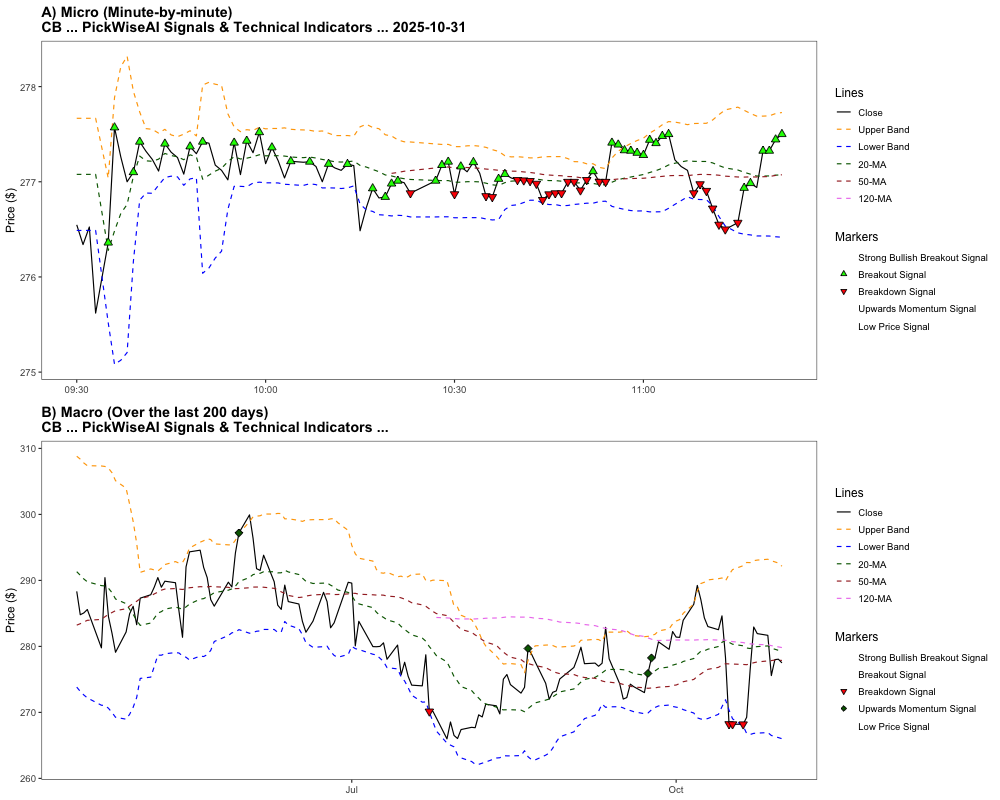 A) Micro (Minute-by-minute)
CB ... PickWiseAI Signals & Technical Indicators ... 2025-10-31
278
277
276
275
Price ($)
09:30
10:00
10:30
11:00
Lines
Close
Upper Band
Lower Band
20-MA
50-MA
120-MA
Markers
Strong Bullish Breakout Signal
Breakout Signal
Breakdown Signal
Upwards Momentum Signal
Low Price Signal
B) Macro (Over the last 200 days)
CB ... PickWiseAI Signals & Technical Indicators ...
310
300
290
280
270
260
Price ($)
Jul
Oct
Lines
Close
Upper Band
Lower Band
20-MA
50-MA
120-MA
Markers
Strong Bullish Breakout Signal
Breakout Signal
Breakdown Signal
Upwards Momentum Signal
Low Price Signal